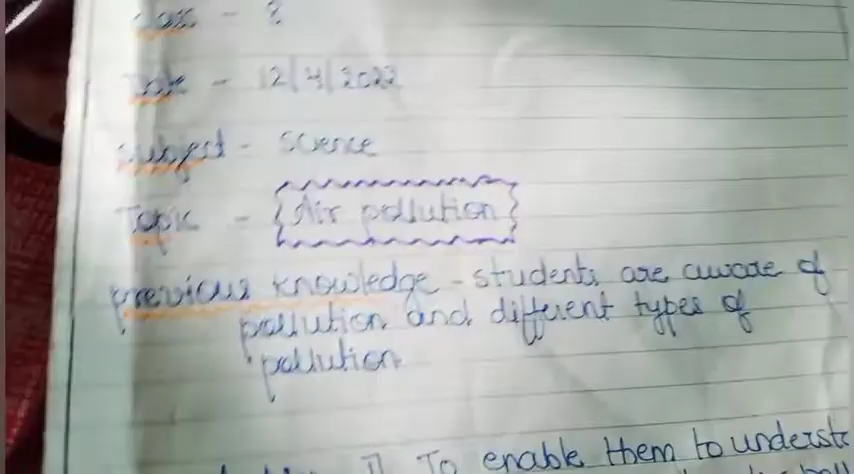 Date - 12/4/2022
Subject - Science
Topic - {Air pollution}
previous knowledge - students are aware of
pollution and different types of
pollution
I] To enable them to underst